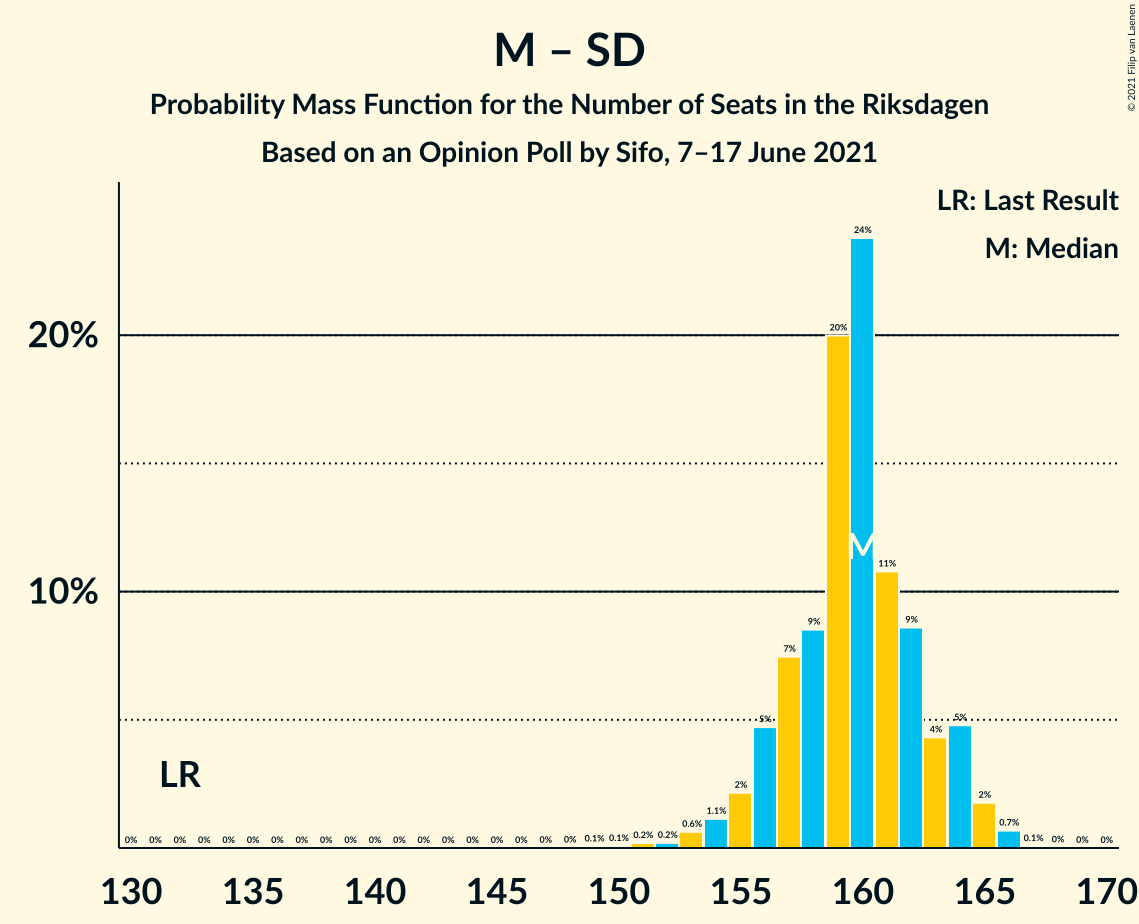 M – SD
Probability Mass Function for the Number of Seats in the Riksdagen
Based on an Opinion Poll by Sifo, 7–17 June 2021
© 2021 Filip van Laenen
LR: Last Result
M: Median
20%
10%
LR
M
0% 0% 0% 0% 0% 0% 0% 0% 0% 0% 0% 0% 0% 0% 0% 0% 0% 0% 0% 0.1% 0.1% 0.2% 0.2% 0.6% 1.1% 2% 5% 7% 9% 20% 24% 11% 9% 4% 5% 2% 0.7% 0.1% 0% 0% 0%
130 135 140 145 150 155 160 165 170